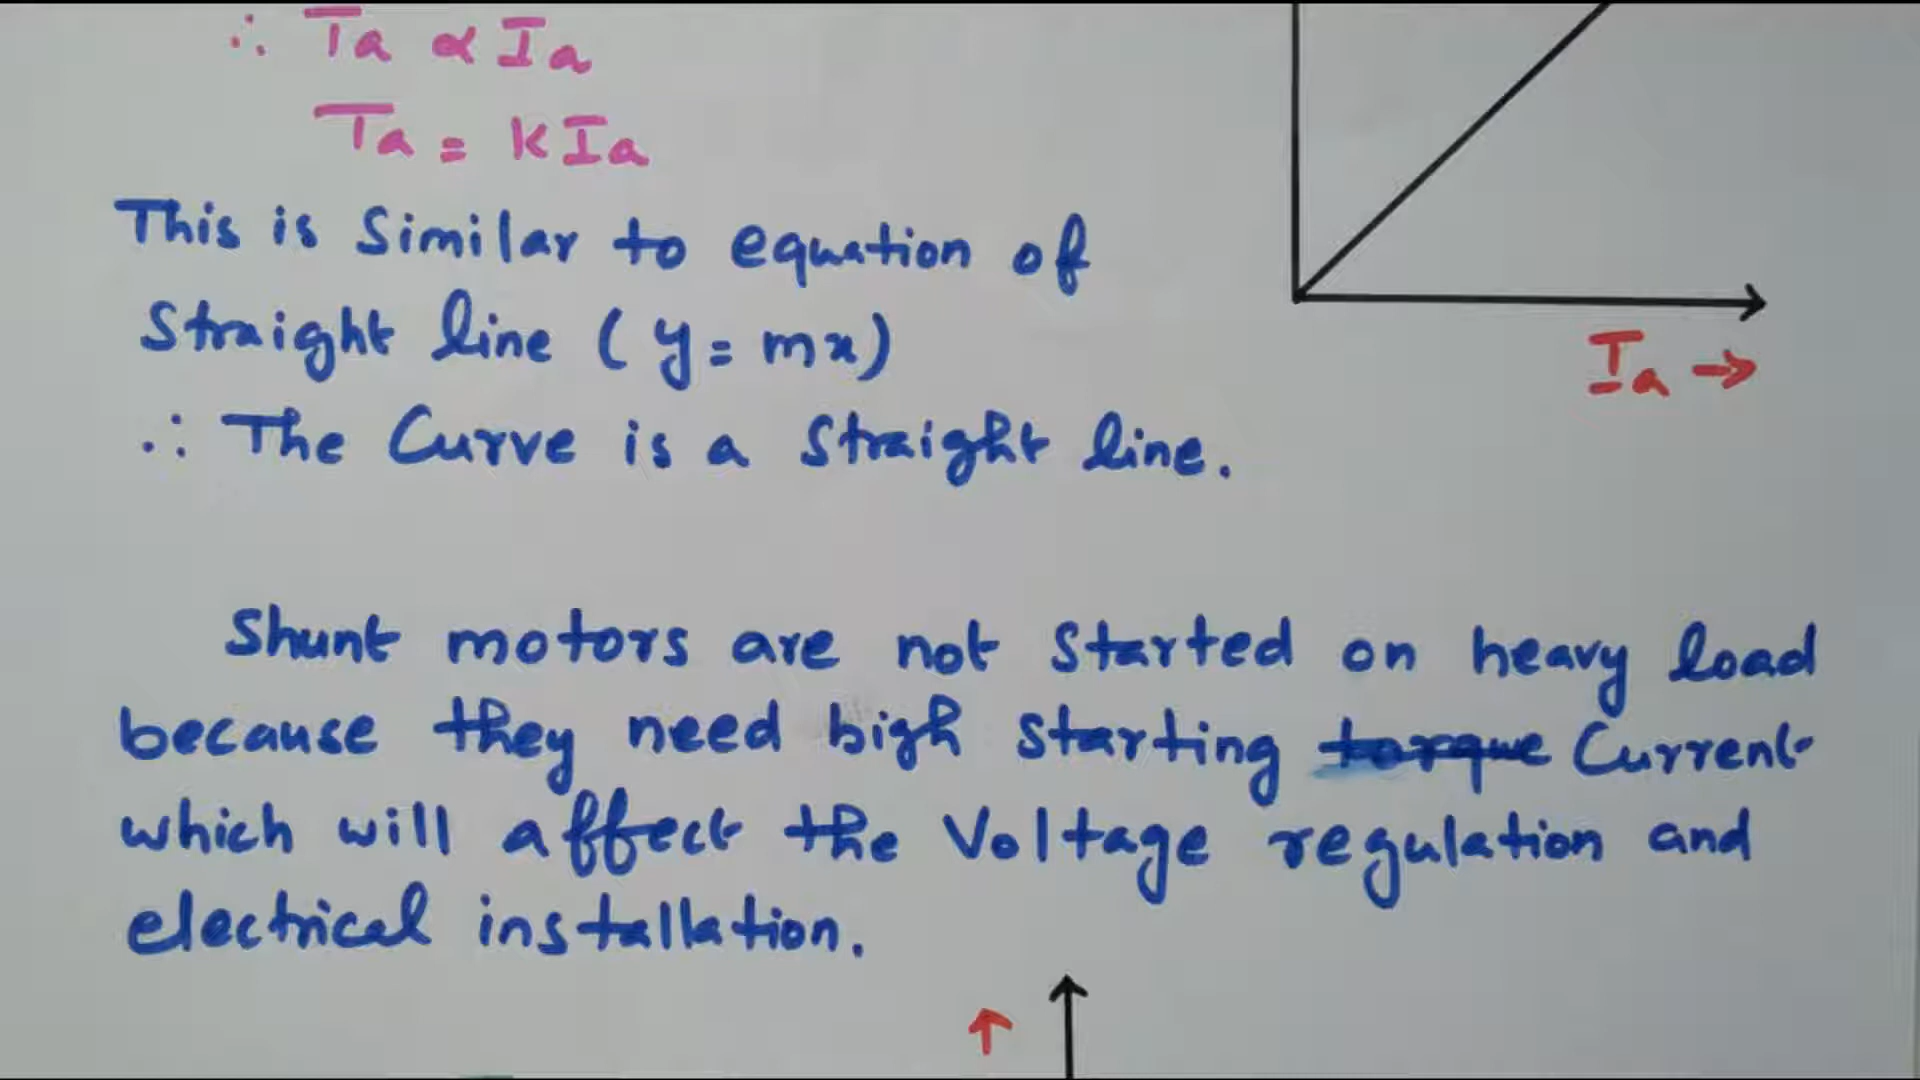 ∴ Ta ∝ Ia
Ta = KIa
This is Similar to equation of
Straight line (y = mx)
∴ The Curve is a Straight line.
Ia →
Shunt motors are not Started on heavy load
because they need high Starting torque Current
which will affect the Voltage regulation and
electrical installation.
↑